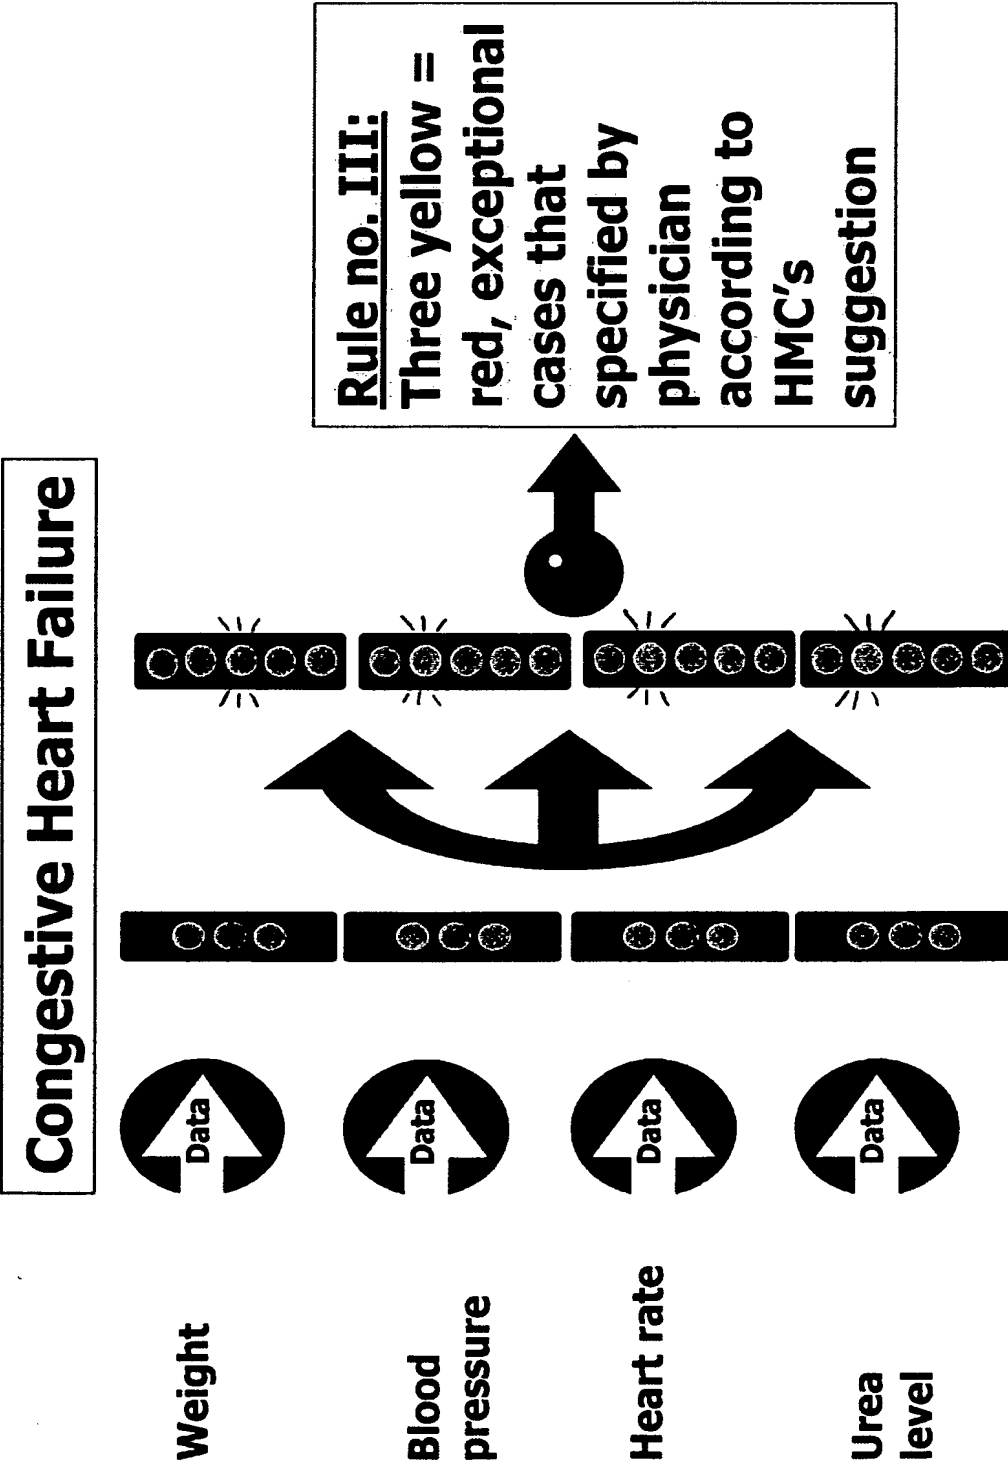 Congestive Heart Failure
Weight
Data
Blood
pressure
Data
Heart rate
Data
Urea
level
Data
Rule no. III:
Three yellow =
red, exceptional
cases that
specified by
physician
according to
HMC's
suggestion